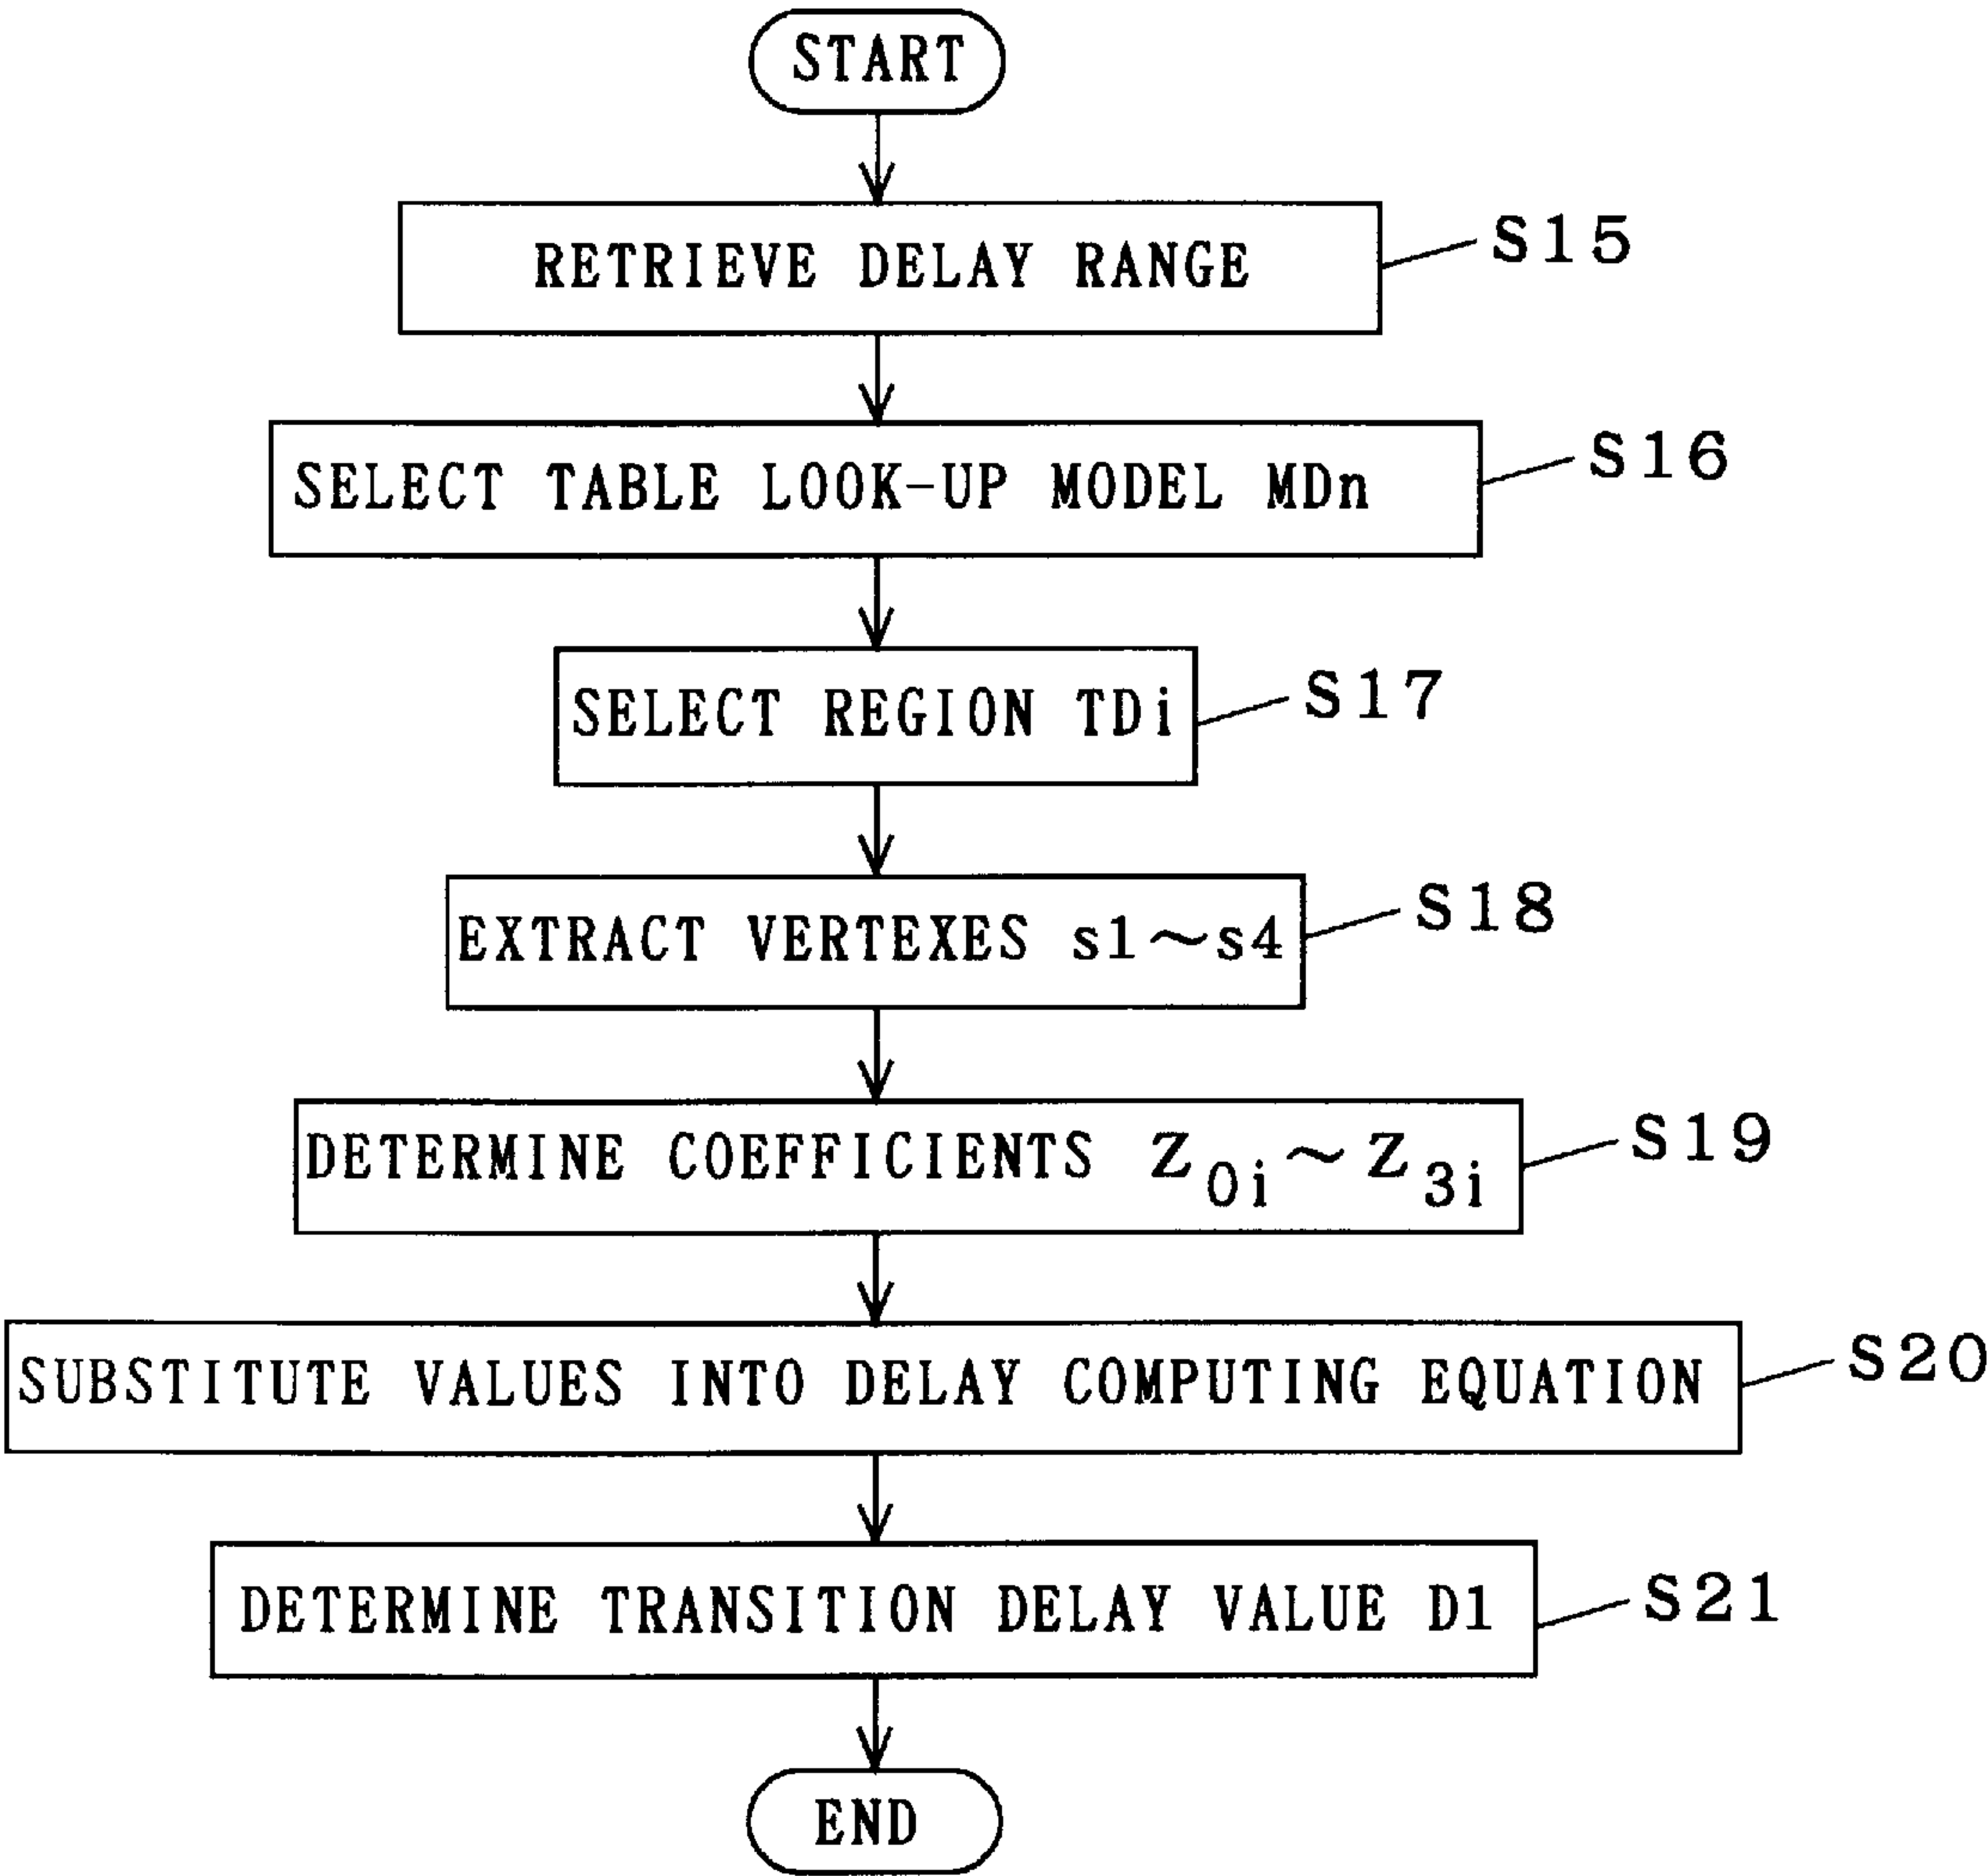 START
RETRIEVE DELAY RANGE S15
SELECT TABLE LOOK-UP MODEL MDn S16
SELECT REGION TDi S17
EXTRACT VERTEXES s1～s4 S18
DETERMINE COEFFICIENTS Z0i～Z3i S19
SUBSTITUTE VALUES INTO DELAY COMPUTING EQUATION S20
DETERMINE TRANSITION DELAY VALUE D1 S21
END